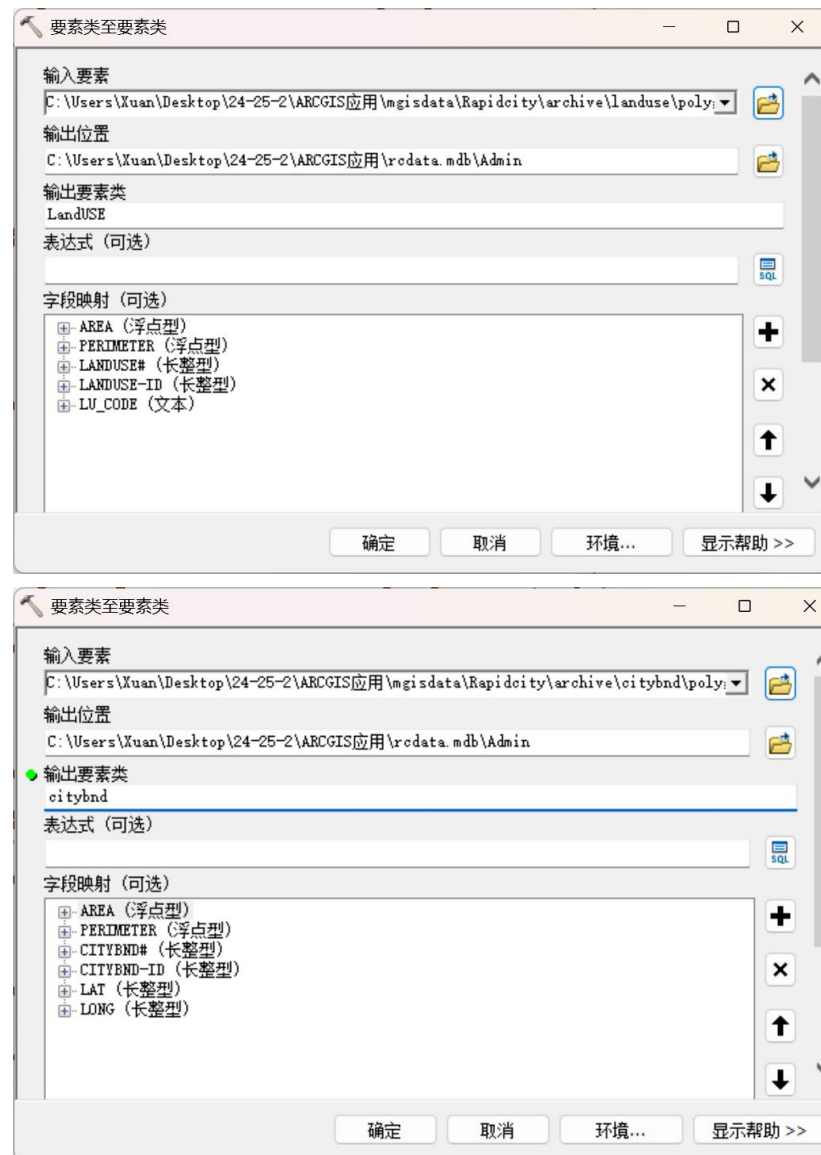 要素类至要素类
输入要素
C:\Users\Xuan\Desktop\24-25-2\ARCGIS应用\mgisdata\Rapidcity\archive\landuse\poly
输出位置
C:\Users\Xuan\Desktop\24-25-2\ARCGIS应用\rcdata.mdb\Admin
输出要素类
LandUSE
表达式 (可选)
SQL
字段映射 (可选)
AREA (浮点型)
PERIMETER (浮点型)
LANDUSE# (长整型)
LANDUSE-ID (长整型)
LU_CODE (文本)
确定 取消 环境... 显示帮助 >>
要素类至要素类
输入要素
C:\Users\Xuan\Desktop\24-25-2\ARCGIS应用\mgisdata\Rapidcity\archive\citybnd\poly
输出位置
C:\Users\Xuan\Desktop\24-25-2\ARCGIS应用\rcdata.mdb\Admin
输出要素类
citybnd
表达式 (可选)
SQL
字段映射 (可选)
AREA (浮点型)
PERIMETER (浮点型)
CITYBND# (长整型)
CITYBND-ID (长整型)
LAT (长整型)
LONG (长整型)
确定 取消 环境... 显示帮助 >>